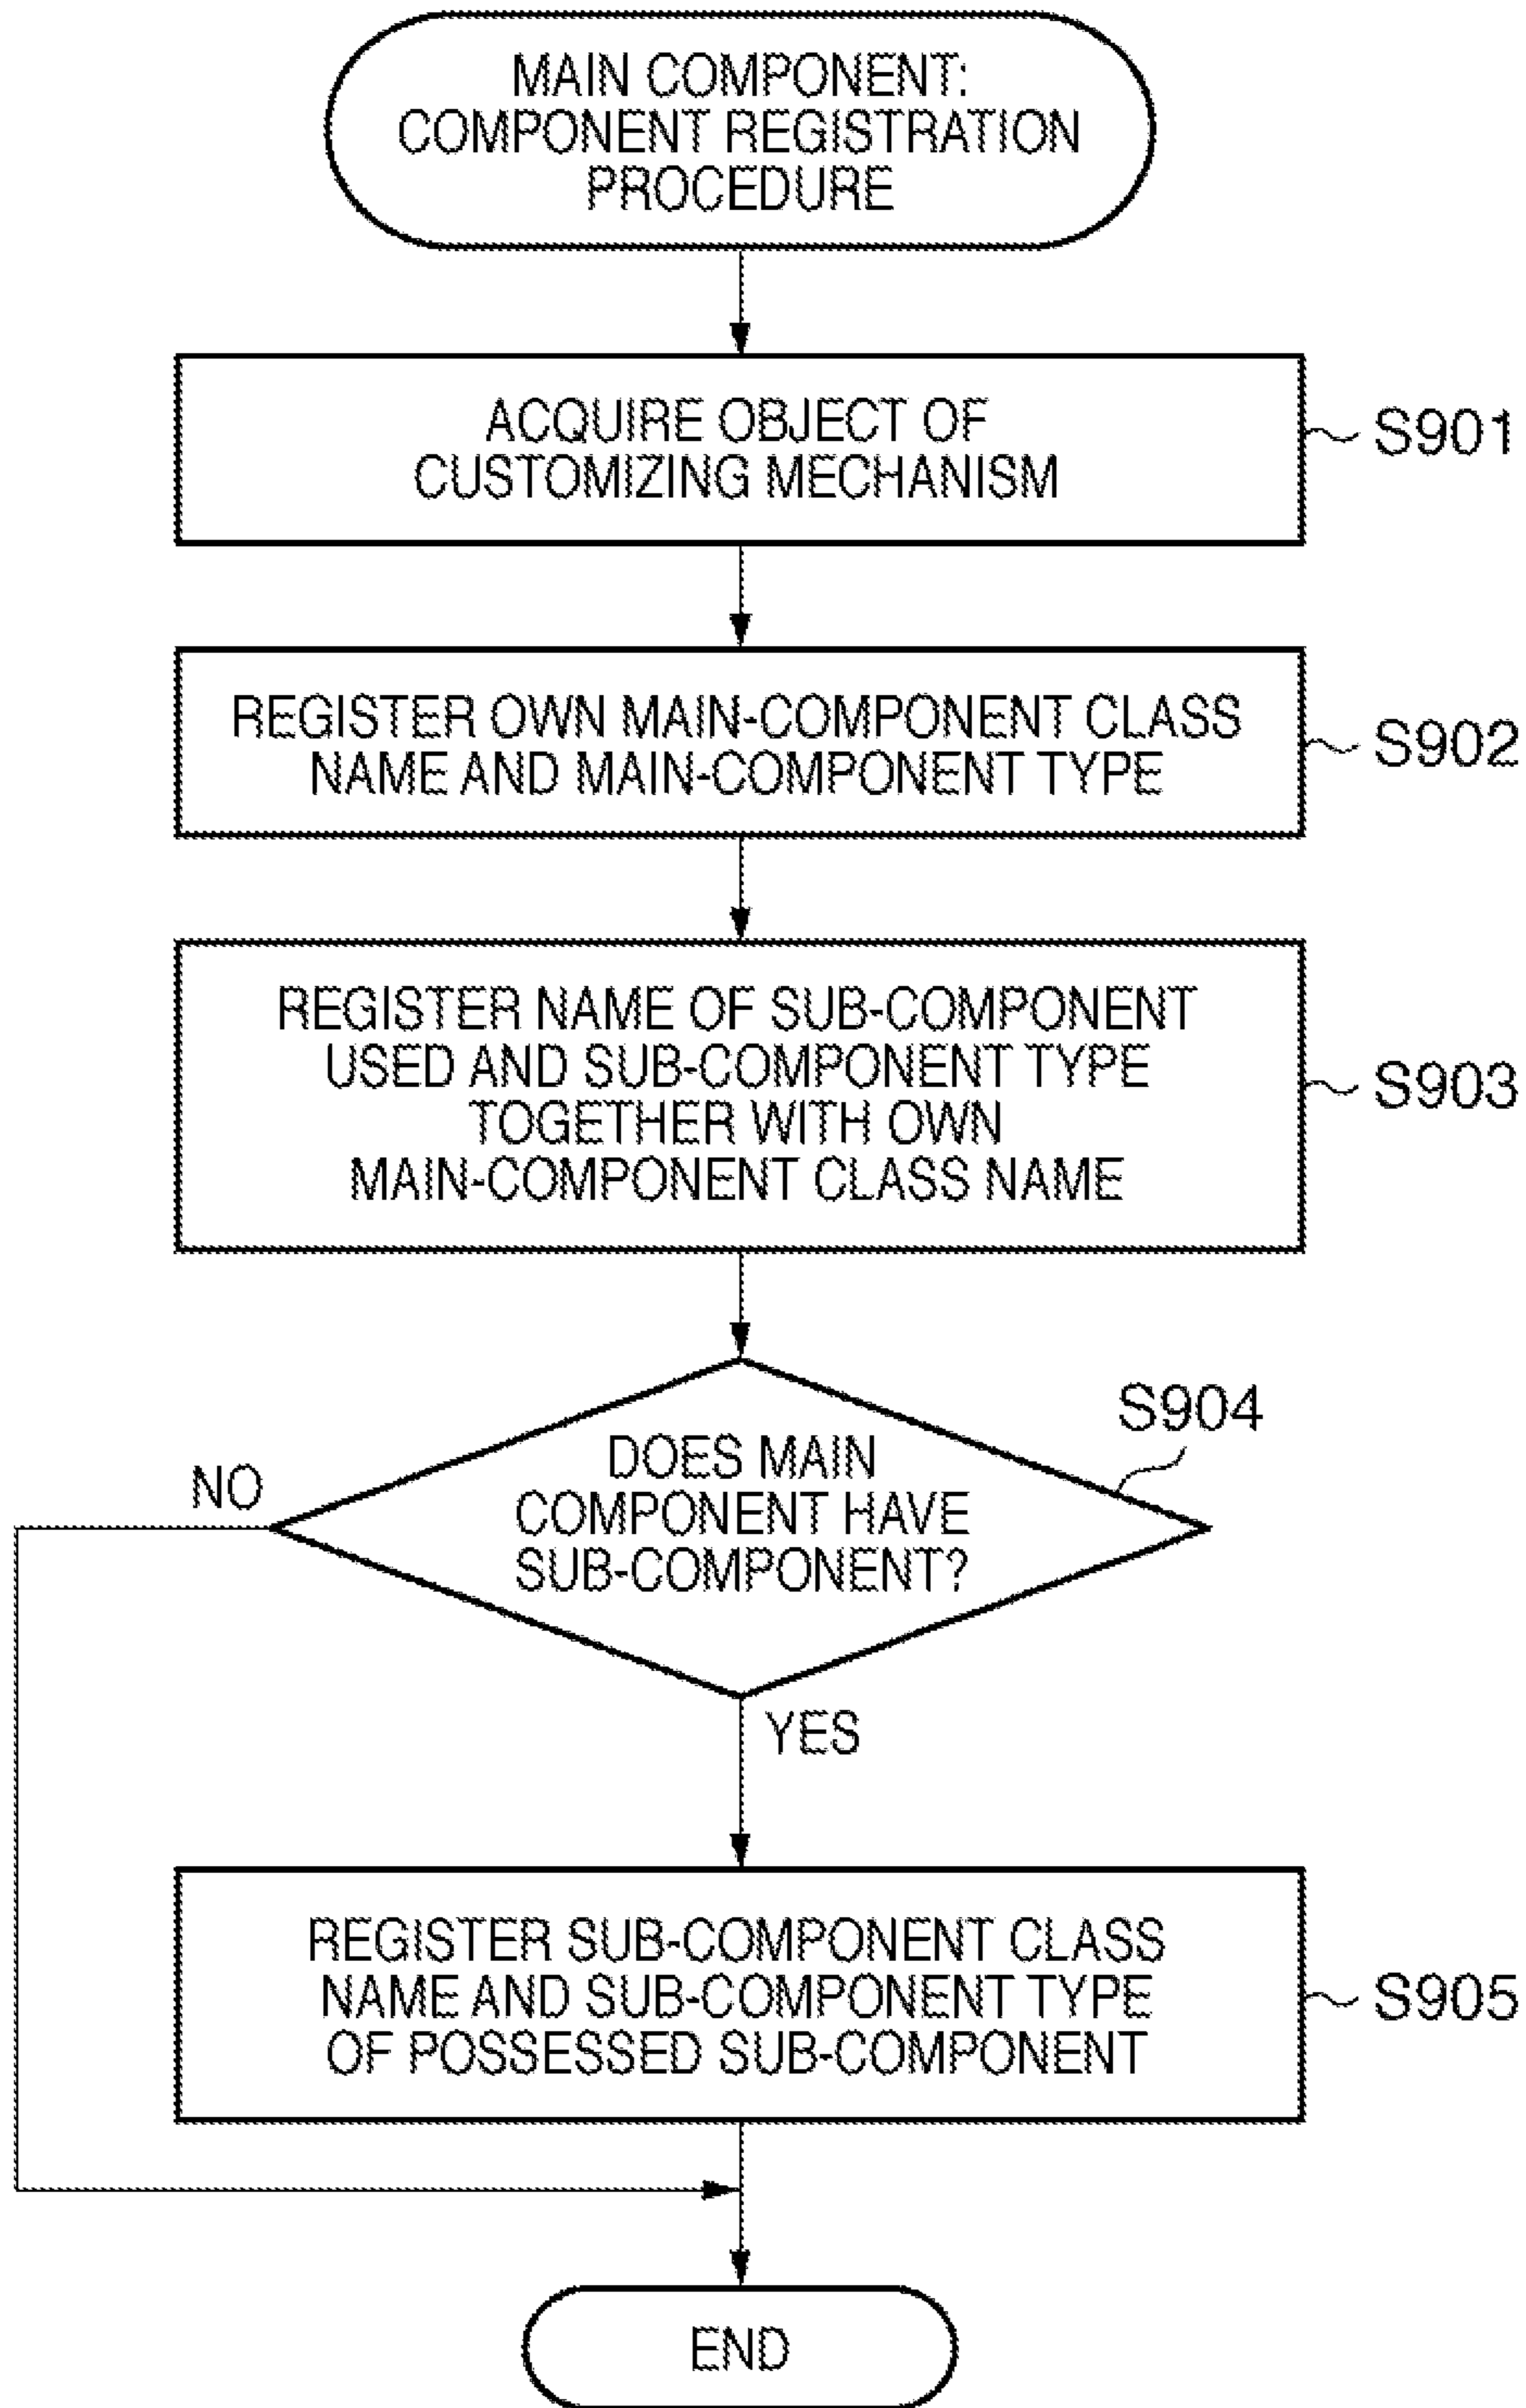 MAIN COMPONENT:
COMPONENT REGISTRATION
PROCEDURE
ACQUIRE OBJECT OF
CUSTOMIZING MECHANISM
S901
REGISTER OWN MAIN-COMPONENT CLASS
NAME AND MAIN-COMPONENT TYPE
S902
REGISTER NAME OF SUB-COMPONENT
USED AND SUB-COMPONENT TYPE
TOGETHER WITH OWN
MAIN-COMPONENT CLASS NAME
S903
S904
DOES MAIN
COMPONENT HAVE
SUB-COMPONENT?
NO
YES
REGISTER SUB-COMPONENT CLASS
NAME AND SUB-COMPONENT TYPE
OF POSSESSED SUB-COMPONENT
S905
END